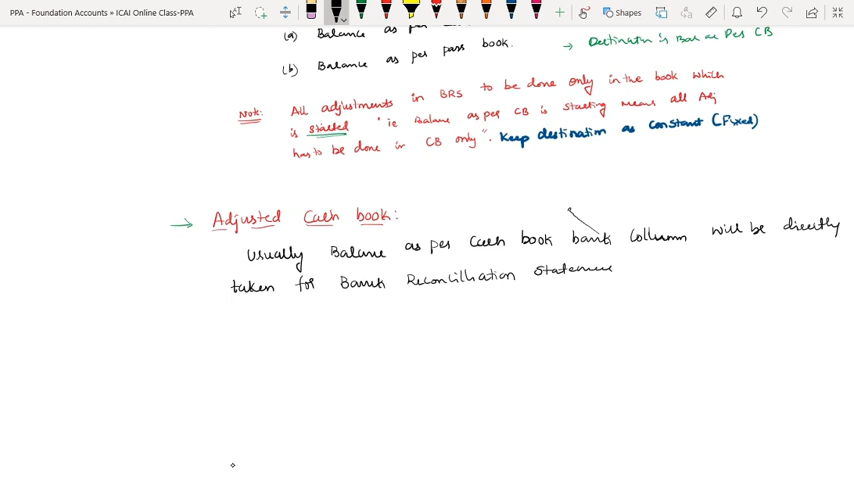 PPA - Foundation Accounts » ICAI Online Class-PPA
Shapes
(a) Balance as per
(b) Balance as per pass book.
→ Destination is Bal as Per CB
Note: All adjustments in BRS to be done only in the book which
is started "ie Balance as per CB is starting means all Adj
has to be done in CB only". Keep destination as constant (Fixed)
→ Adjusted Cash book:
Usually Balance as per Cash book bank Collumn will be directly
taken for Bank Reconcilliation Stateme